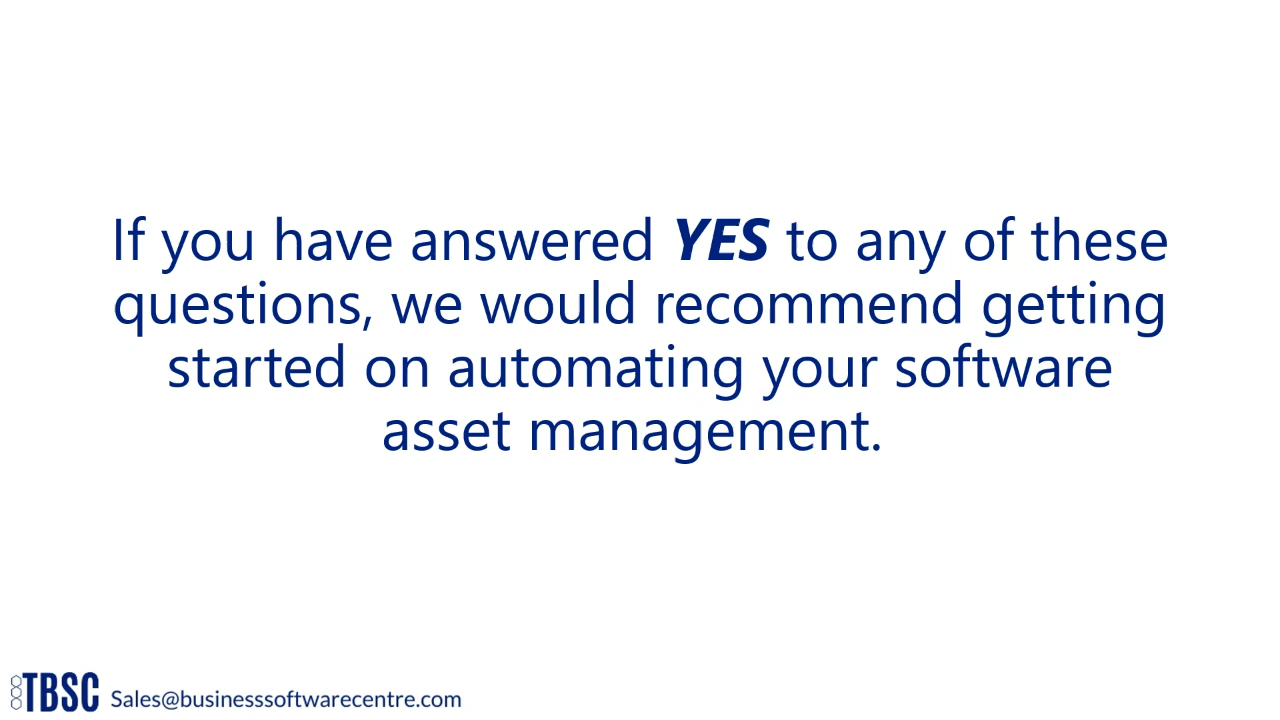 If you have answered YES to any of these
questions, we would recommend getting
started on automating your software
asset management.
TBSC Sales@businesssoftwarecentre.com